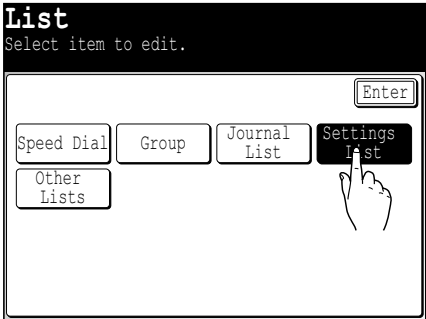 List
Select item to edit.
Enter
Speed Dial
Group
Journal
List
Settings
List
Other
Lists